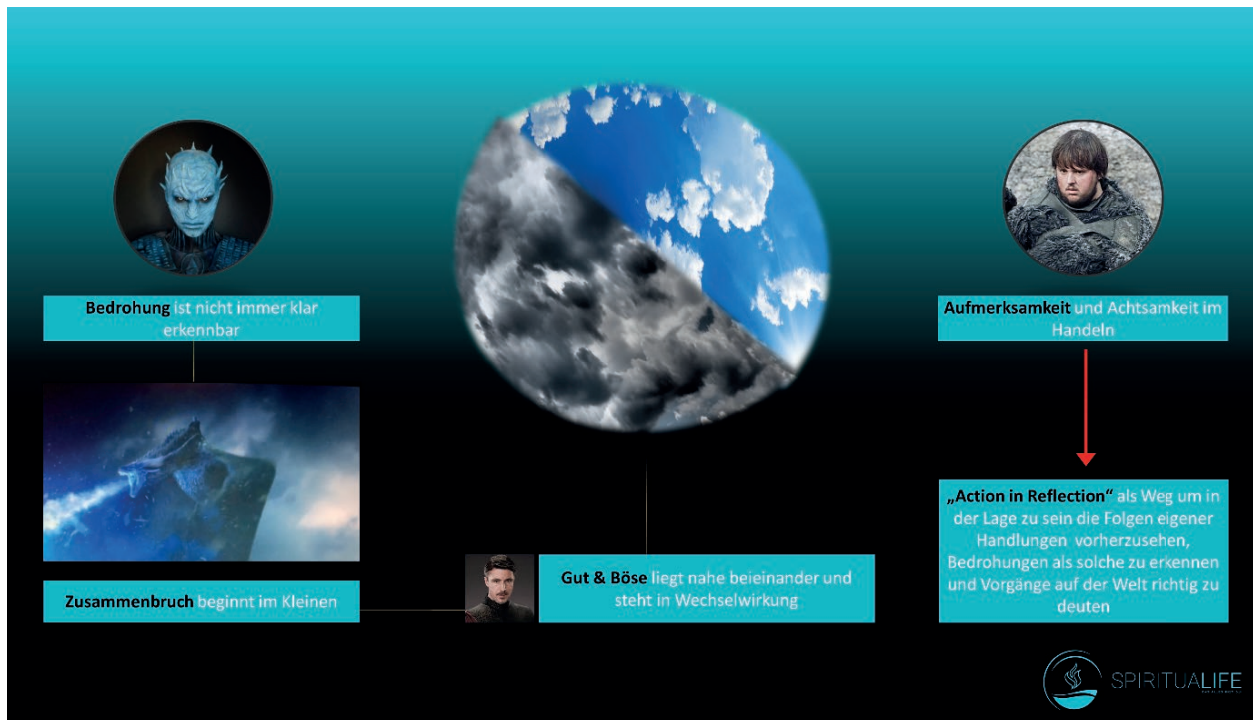 Bedrohung ist nicht immer klar
erkennbar
Zusammenbruch beginnt im Kleinen
Gut & Böse liegt nahe beieinander und
steht in Wechselwirkung
Aufmerksamkeit und Achtsamkeit im
Handeln
„Action in Reflection“ als Weg um in
der Lage zu sein die Folgen eigener
Handlungen vorherzusehen,
Bedrohungen als solche zu erkennen
und Vorgänge auf der Welt richtig zu
deuten
SPIRITUALIFE